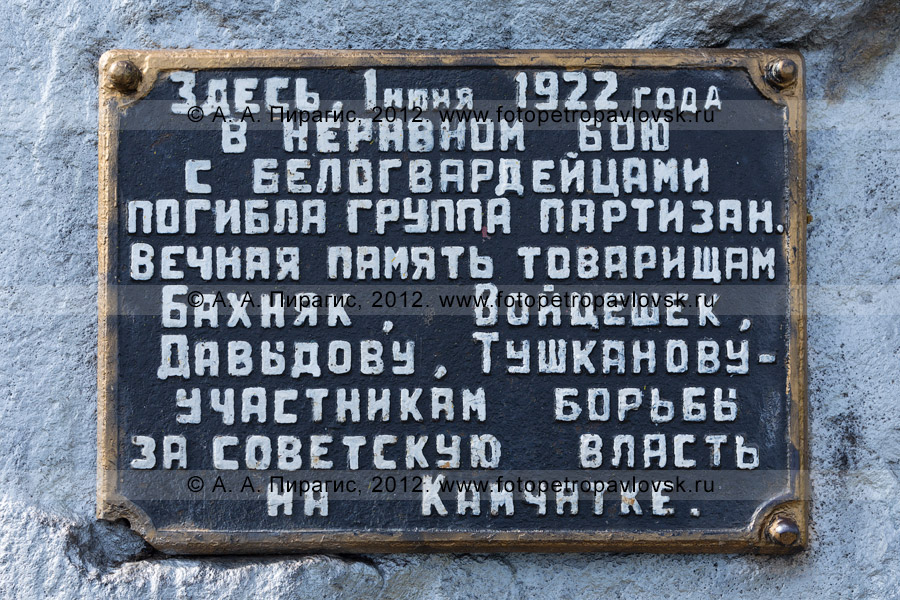 Здесь, 1 июня 1922 года
© А. А. Пирагис, 2012. www.fotopetropavlovsk.ru
в неравном бою
с белогвардейцами
погибла группа партизан.
Вечная память товарищам
© А. А. Пирагис, 2012. www.fotopetropavlovsk.ru
Бахняк, Войцешек,
Давыдову, Тушканову-
участникам борьбы
за советскую власть
© А. А. Пирагис, 2012. www.fotopetropavlovsk.ru
на Камчатке.